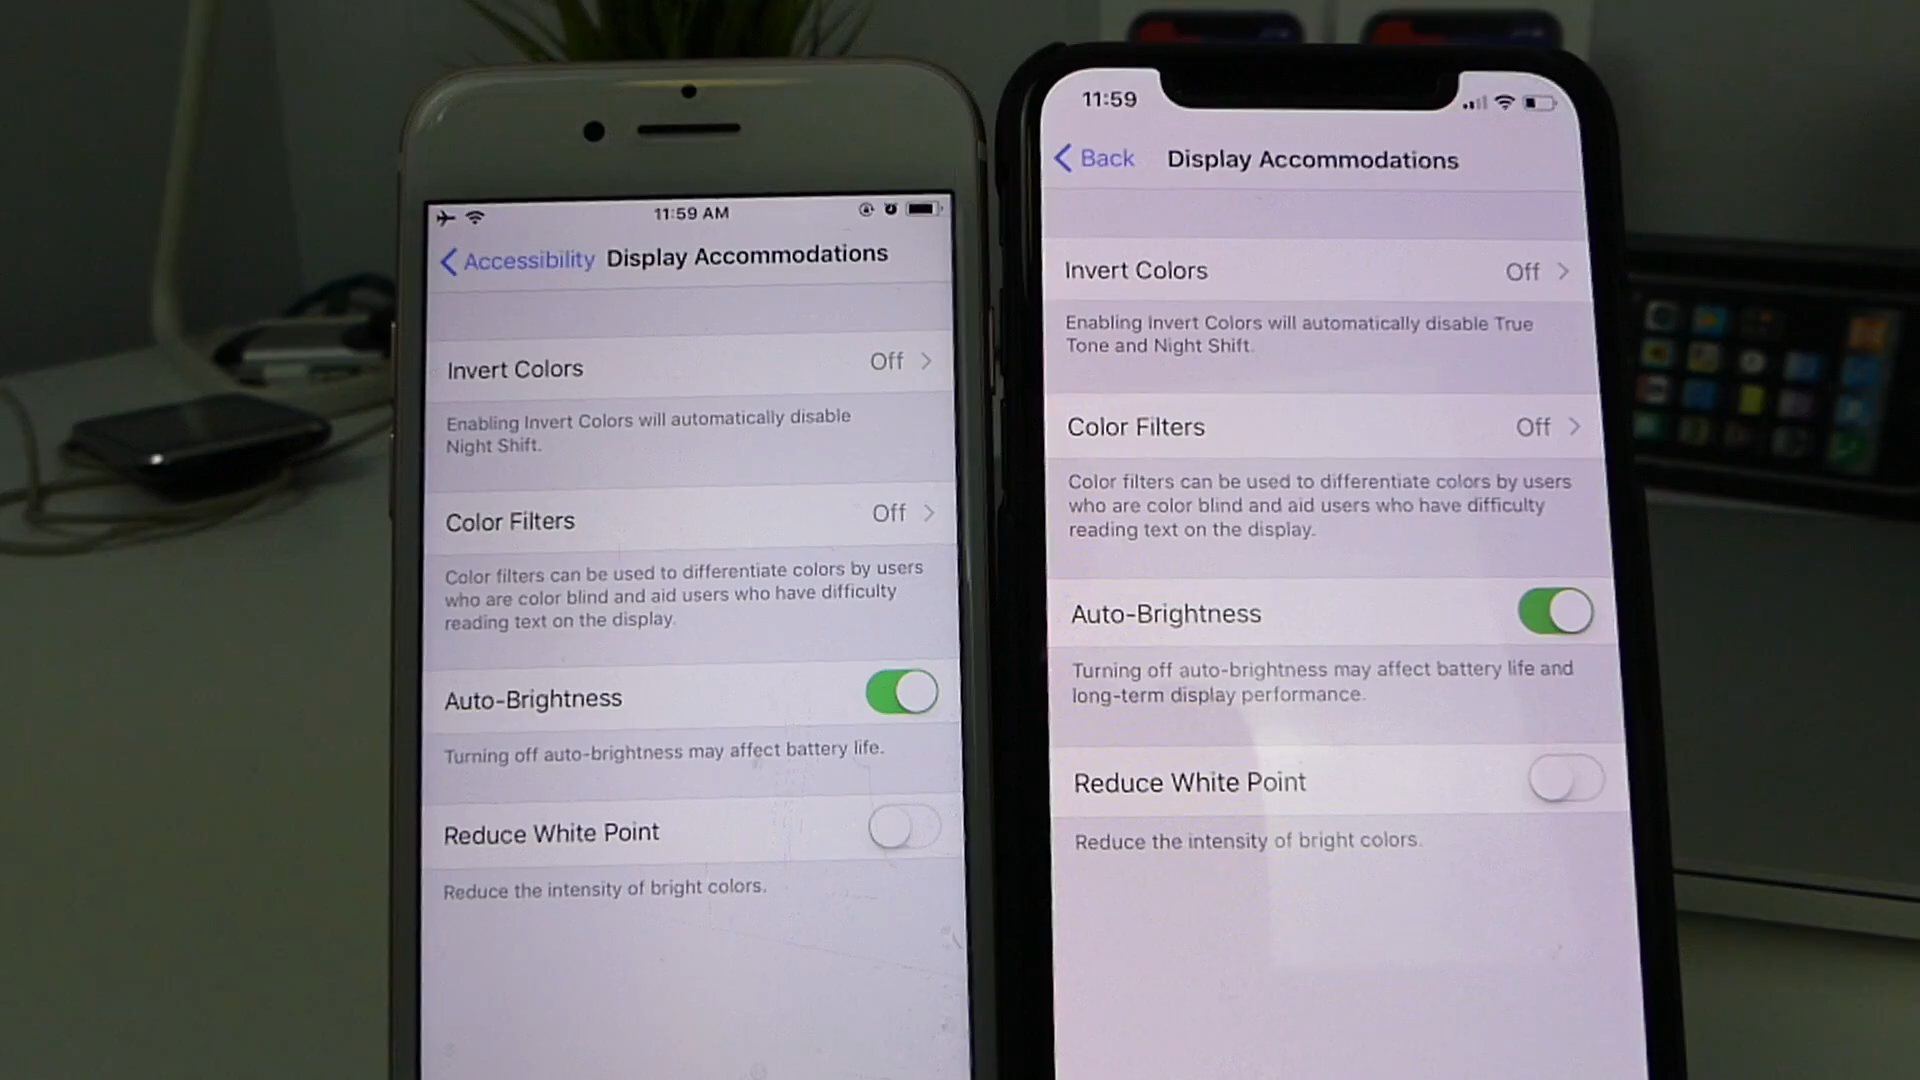 11:59 AM
Accessibility Display Accommodations
Invert Colors Off
Enabling Invert Colors will automatically disable
Night Shift.
Color Filters Off
Color filters can be used to differentiate colors by users
who are color blind and aid users who have difficulty
reading text on the display.
Auto-Brightness
Turning off auto-brightness may affect battery life.
Reduce White Point
Reduce the intensity of bright colors.
11:59
Back Display Accommodations
Invert Colors Off
Enabling Invert Colors will automatically disable True
Tone and Night Shift.
Color Filters Off
Color filters can be used to differentiate colors by users
who are color blind and aid users who have difficulty
reading text on the display.
Auto-Brightness
Turning off auto-brightness may affect battery life and
long-term display performance.
Reduce White Point
Reduce the intensity of bright colors.